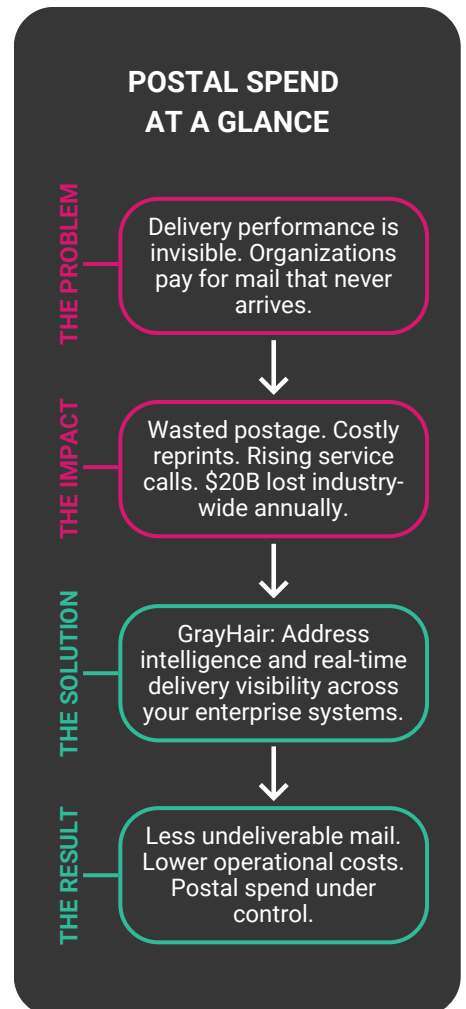 POSTAL SPEND
AT A GLANCE
THE PROBLEM
Delivery performance is
invisible. Organizations
pay for mail that never
arrives.
THE IMPACT
Wasted postage. Costly
reprints. Rising service
calls. $20B lost industry-
wide annually.
THE SOLUTION
GrayHair: Address
intelligence and real-time
delivery visibility across
your enterprise systems.
THE RESULT
Less undeliverable mail.
Lower operational costs.
Postal spend under
control.